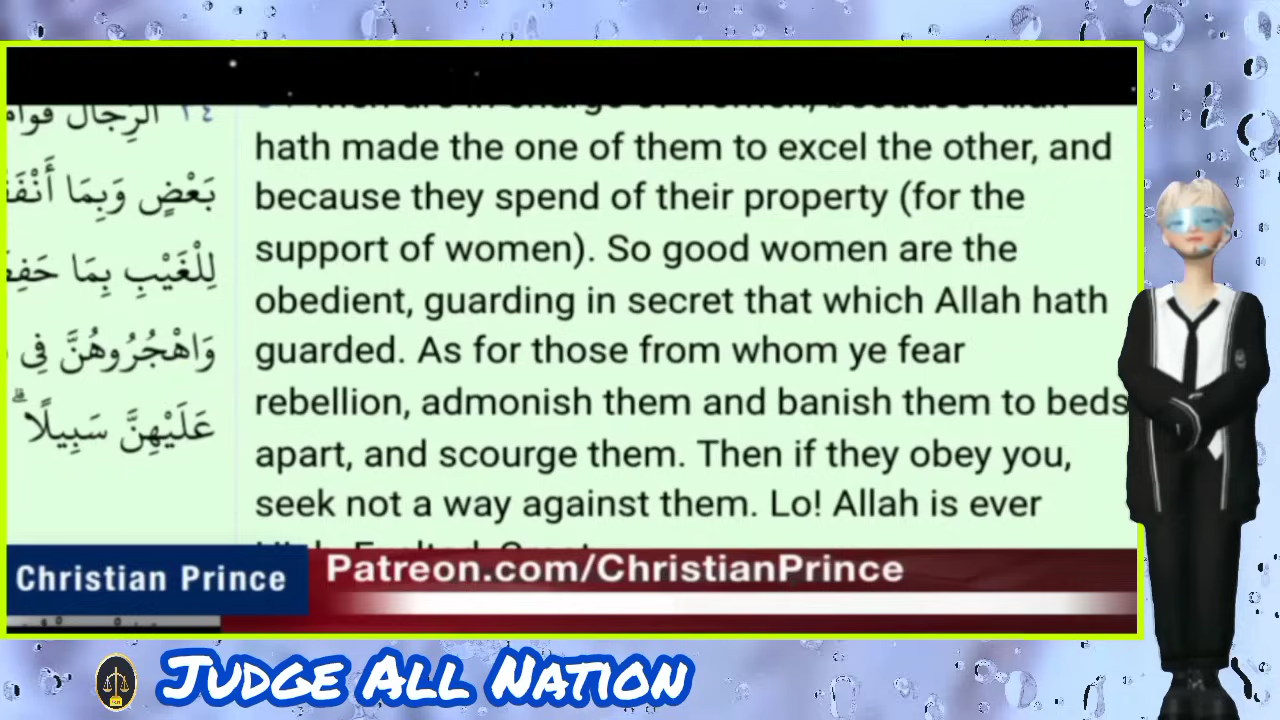 ٣٤ الرِّجَالُ
بَعْضٍ وَبِمَا أَنْفَقُ
لِلْغَيْبِ بِمَا حَفِظَ
وَاهْجُرُوهُنَّ فِي
عَلَيْهِنَّ سَبِيلًا ۗ
hath made the one of them to excel the other, and
because they spend of their property (for the
support of women). So good women are the
obedient, guarding in secret that which Allah hath
guarded. As for those from whom ye fear
rebellion, admonish them and banish them to beds
apart, and scourge them. Then if they obey you,
seek not a way against them. Lo! Allah is ever
Christian Prince
Patreon.com/ChristianPrince
Judge All Nation